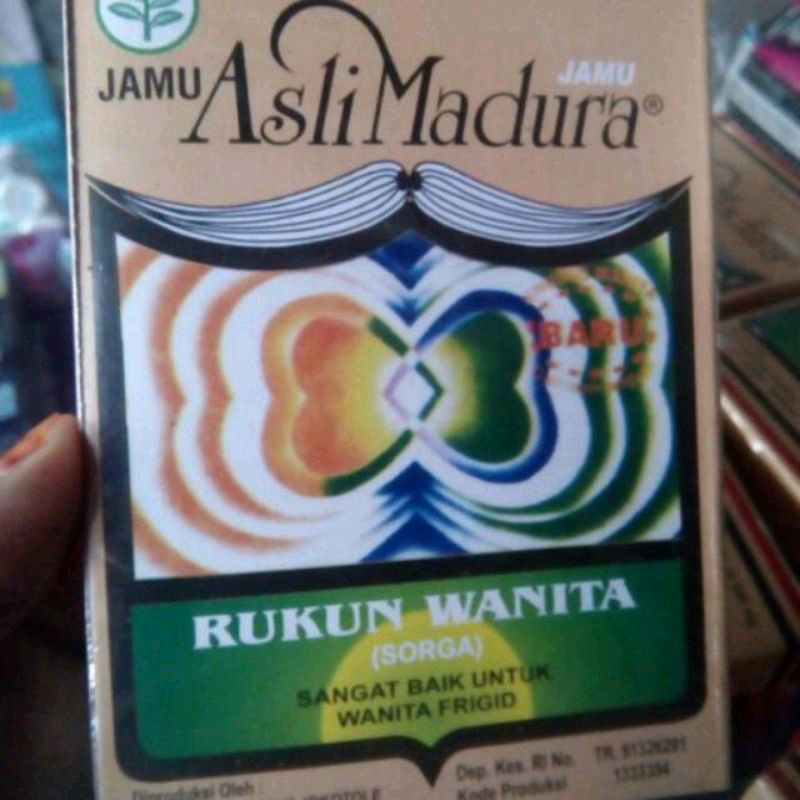 JAMU Asli Madura®
JAMU
BARU
RUKUN WANITA
(SORGA)
SANGAT BAIK UNTUK
WANITA FRIGID
Diproduksi Oleh :
Dep. Kes. RI No. TR. 91326291
Kode Produksi 1333354